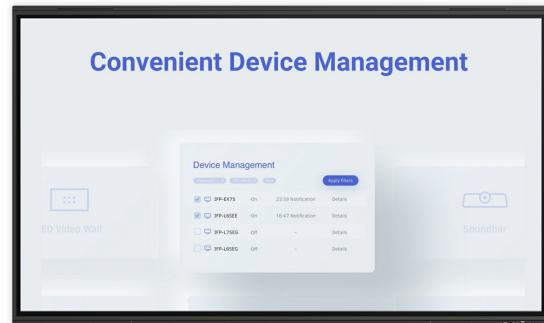 Convenient Device Management
Device Management
Apply Filters
IFP-EX75 On 23:59 Notification Details
IFP-L65EE On 16:47 Notification Details
IFP-L75EG Off - Details
IFP-L65EG Off - Details
ED Video Wall
Soundbar